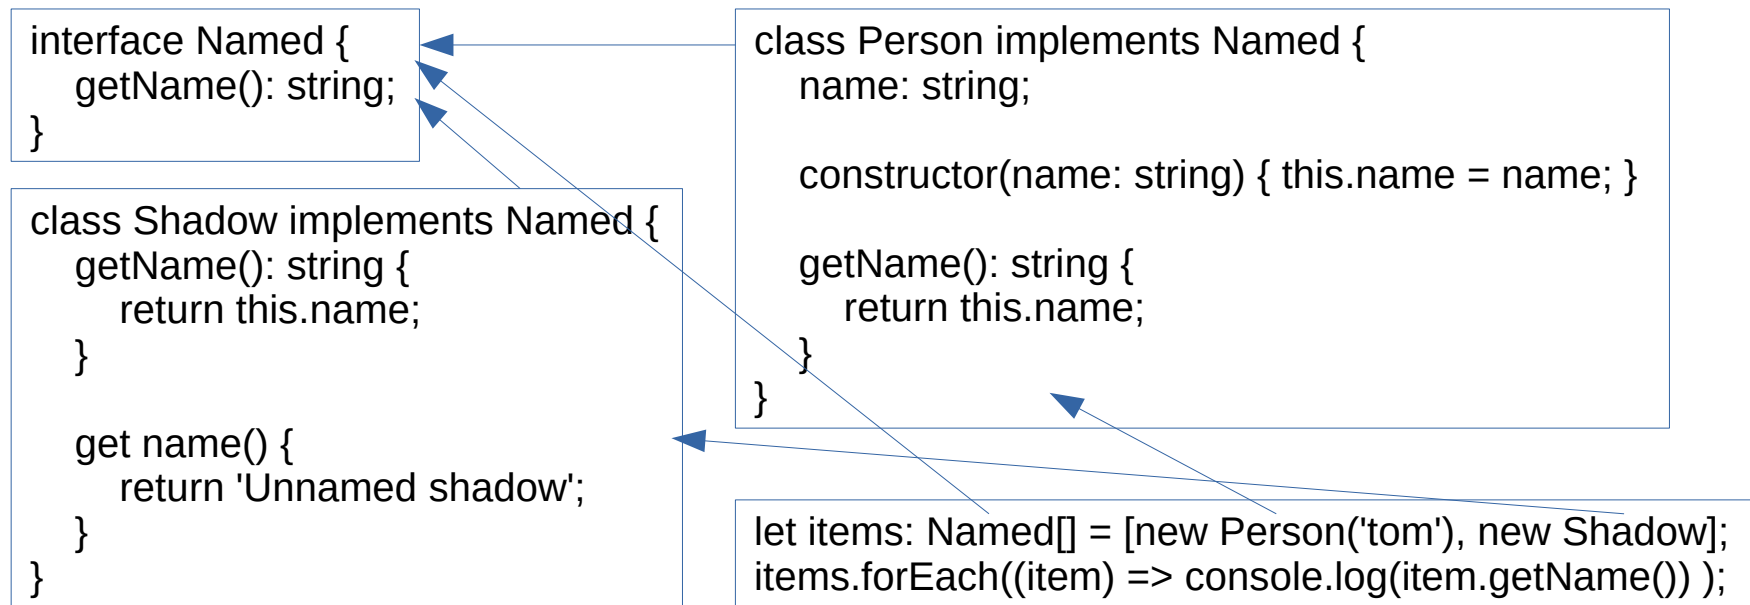 interface Named {
getName(): string;
}
class Shadow implements Named {
getName(): string {
return this.name;
}
get name() {
return 'Unnamed shadow';
}
}
class Person implements Named {
name: string;
constructor(name: string) { this.name = name; }
getName(): string {
return this.name;
}
}
let items: Named[] = [new Person('tom'), new Shadow];
items.forEach((item) => console.log(item.getName()) );